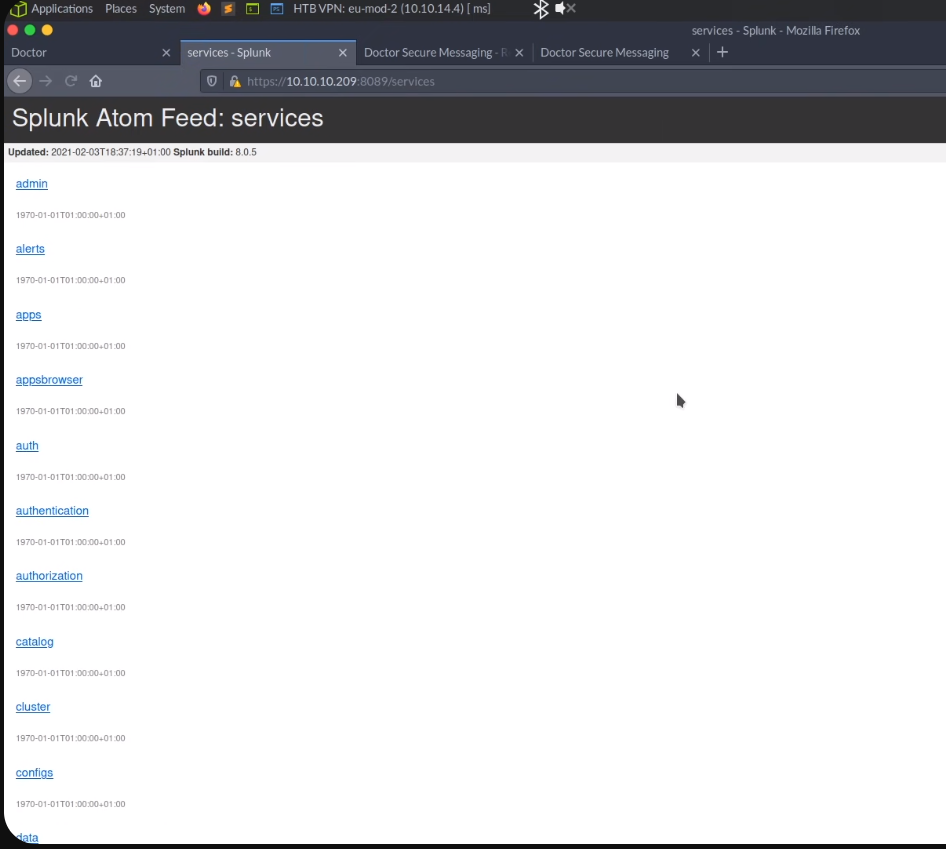 Applications Places System HTB VPN: eu-mod-2 (10.10.14.4) [ ms]
services - Splunk - Mozilla Firefox
Doctor services - Splunk Doctor Secure Messaging - R Doctor Secure Messaging
https://10.10.10.209:8089/services
Splunk Atom Feed: services
Updated: 2021-02-03T18:37:19+01:00 Splunk build: 8.0.5
admin
1970-01-01T01:00:00+01:00
alerts
1970-01-01T01:00:00+01:00
apps
1970-01-01T01:00:00+01:00
appsbrowser
1970-01-01T01:00:00+01:00
auth
1970-01-01T01:00:00+01:00
authentication
1970-01-01T01:00:00+01:00
authorization
1970-01-01T01:00:00+01:00
catalog
1970-01-01T01:00:00+01:00
cluster
1970-01-01T01:00:00+01:00
configs
1970-01-01T01:00:00+01:00
data